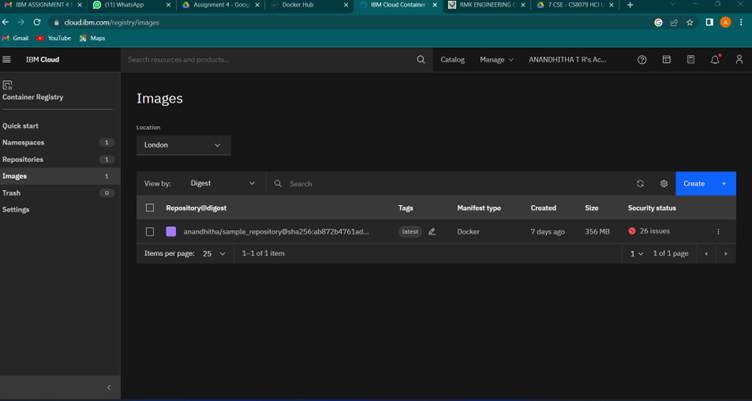 IBM ASSIGNMENT 4
(11) WhatsApp
Assignment 4 - Goog
Docker Hub
IBM Cloud Container
RMK ENGINEERING C
7 CSE - CS8079 HCI U
cloud.ibm.com/registry/images
A
Gmail
YouTube
Maps
IBM Cloud
Search resources and products...
Catalog
Manage
ANANDHITHA T R's Ac...
Container Registry
Quick start
Namespaces 1
Repositories 1
Images 1
Trash 0
Settings
Images
Location
London
View by: Digest
Search
Create +
Repository@digest Tags Manifest type Created Size Security status
anandhitha/sample_repository@sha256:ab872b4761ad... latest Docker 7 days ago 356 MB 26 issues
Items per page: 25 1–1 of 1 item 1 1 of 1 page